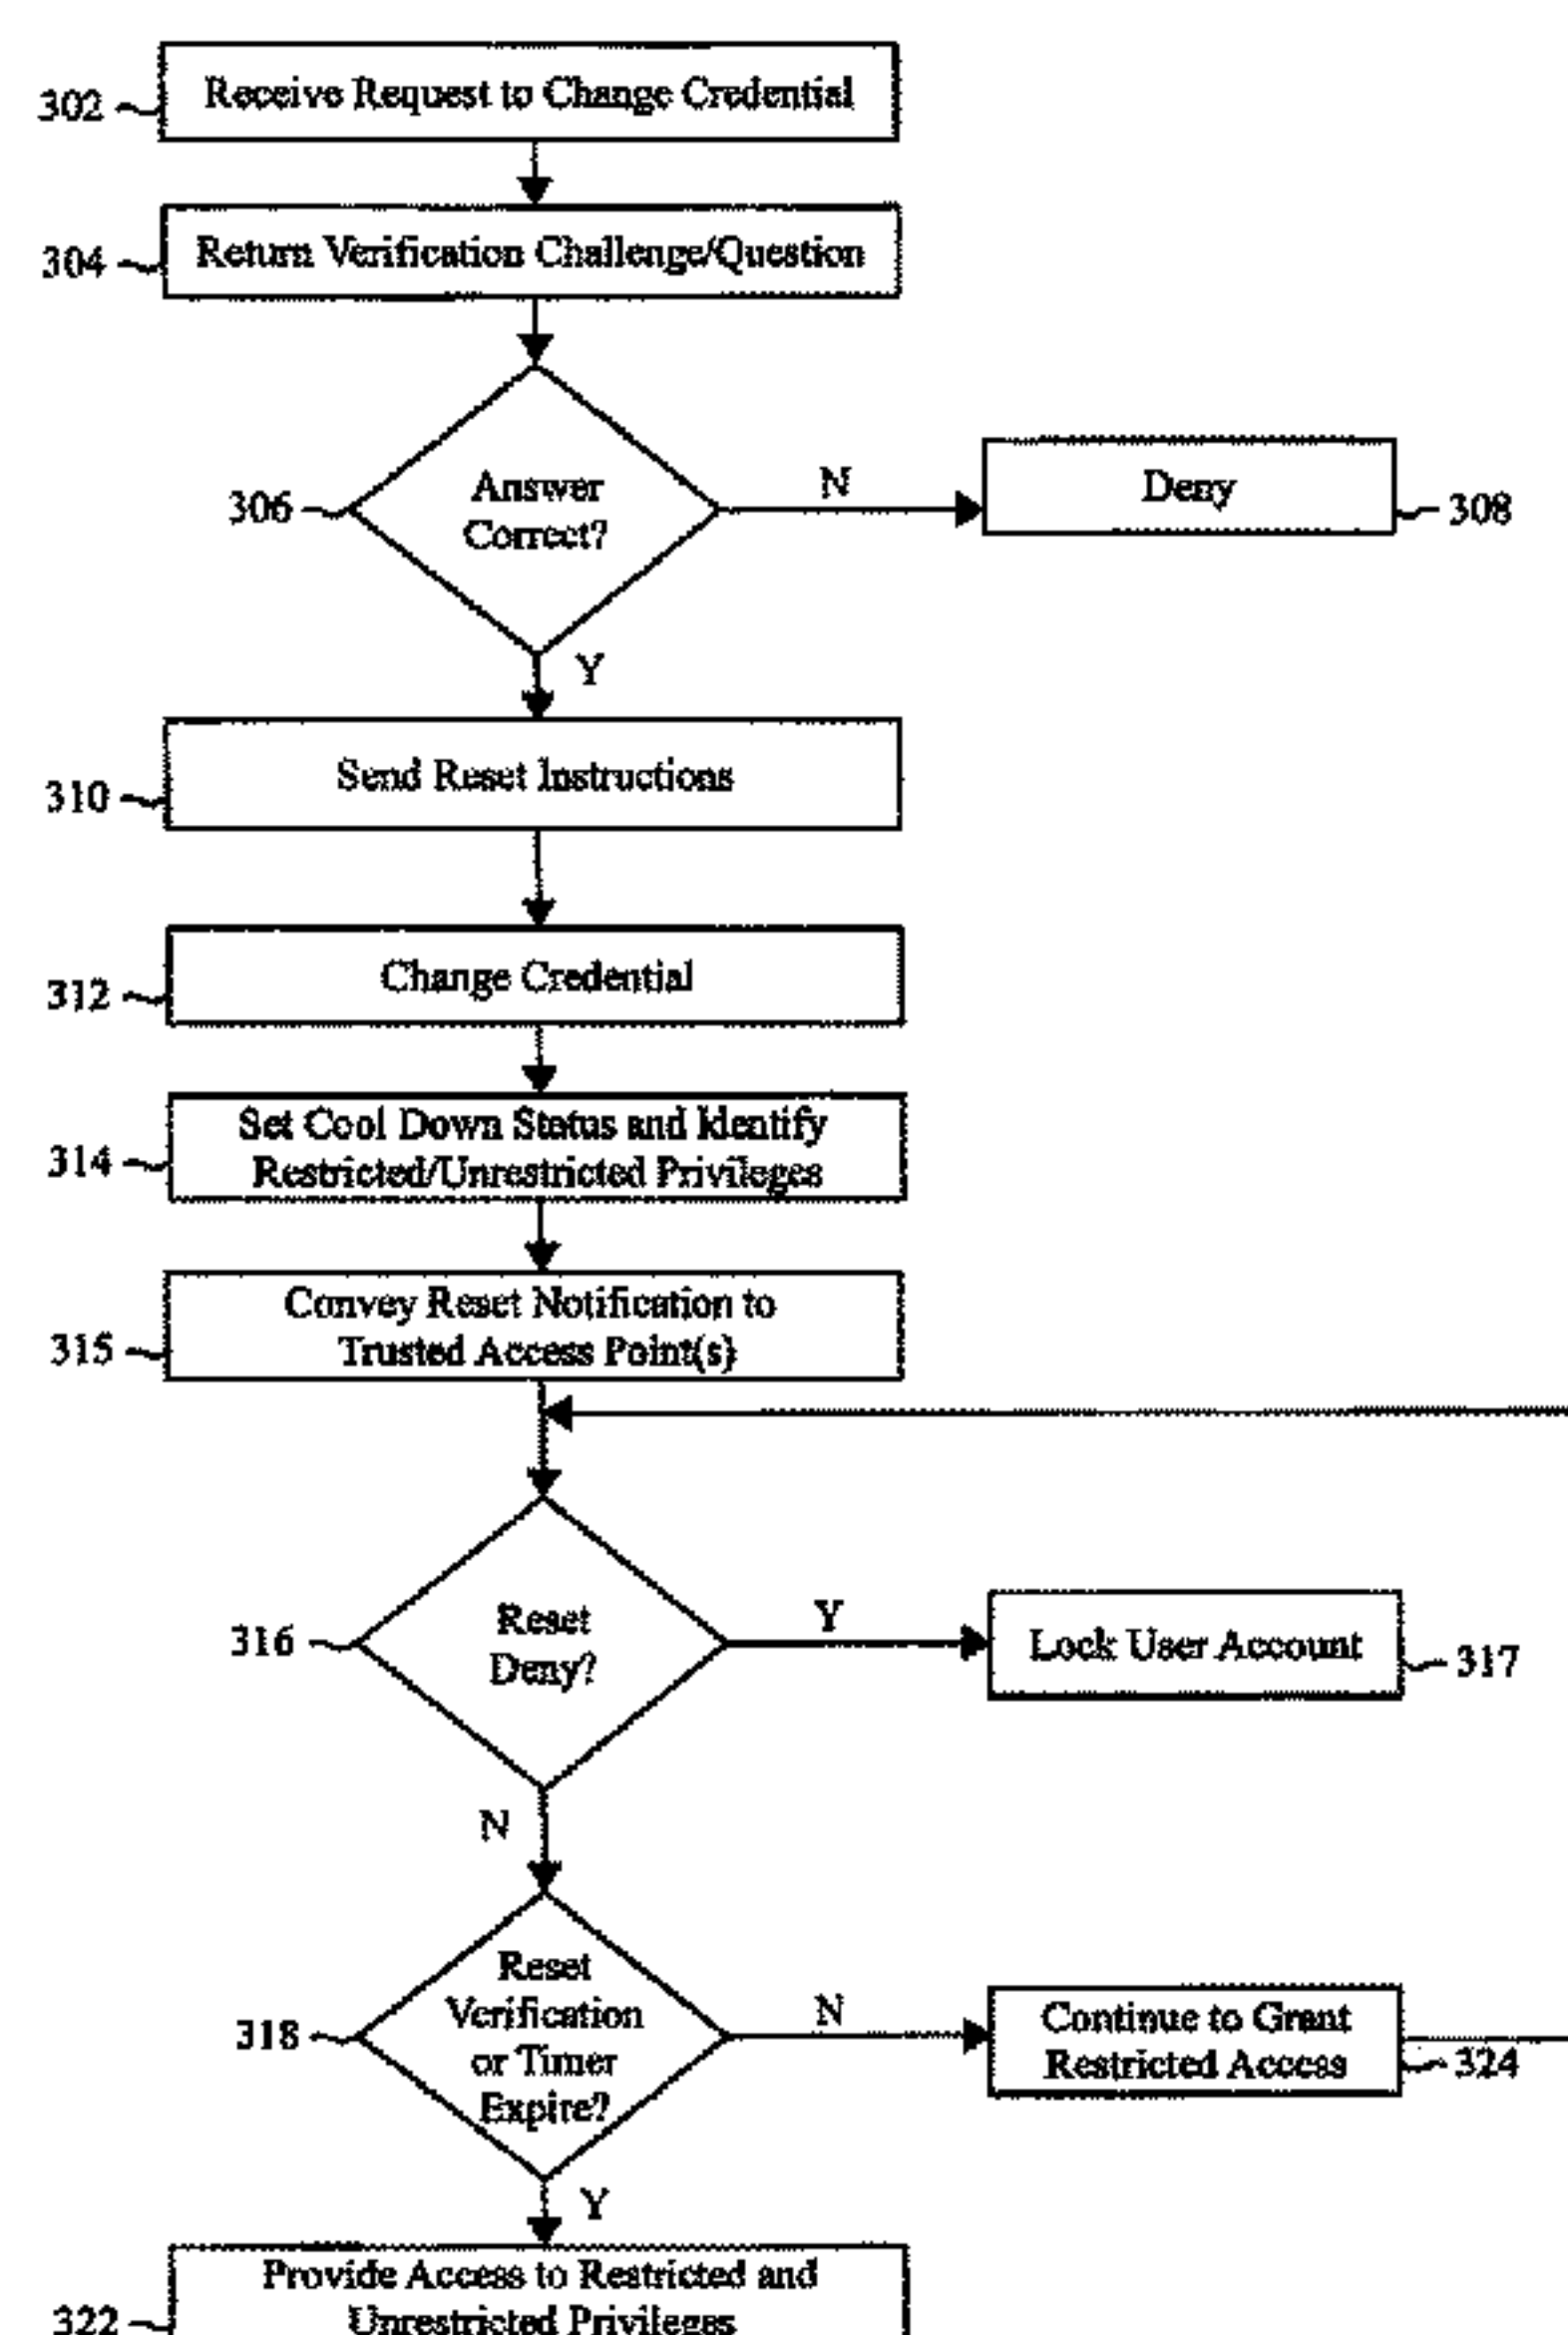 302
Receive Request to Change Credential
304
Return Verification Challenge/Question
306
Answer
Correct?
N
Deny
308
Y
310
Send Reset Instructions
312
Change Credential
314
Set Cool Down Status and Identify
Restricted/Unrestricted Privileges
315
Convey Reset Notification to
Trusted Access Point(s)
316
Reset
Deny?
Y
Lock User Account
317
N
318
Reset
Verification
or Timer
Expire?
N
Continue to Grant
Restricted Access
324
Y
322
Provide Access to Restricted and
Unrestricted Privileges